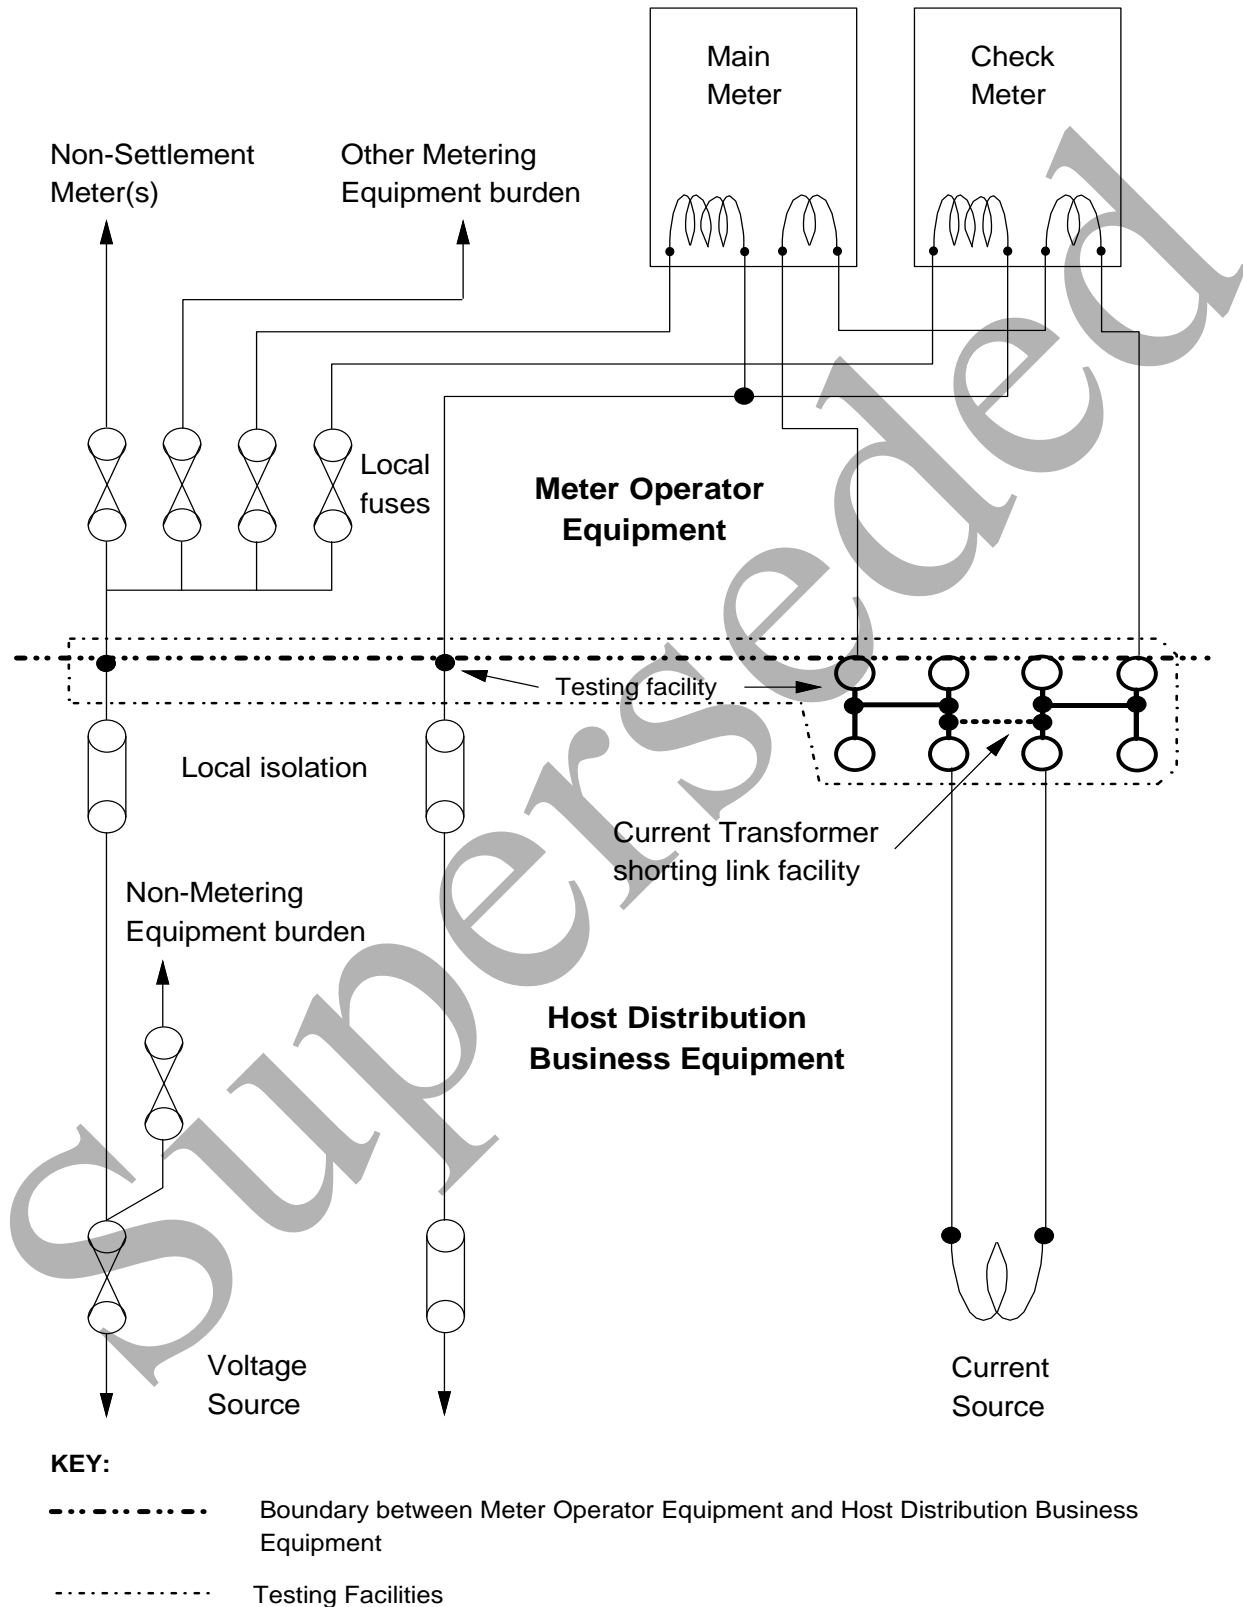 Main
Meter
Check
Meter
Non-Settlement
Meter(s)
Other Metering
Equipment burden
Local
fuses
Meter Operator
Equipment
Testing facility
Local isolation
Current Transformer
shorting link facility
Non-Metering
Equipment burden
Host Distribution
Business Equipment
Voltage
Source
Current
Source
KEY:
Boundary between Meter Operator Equipment and Host Distribution Business
Equipment
Testing Facilities
Superseded